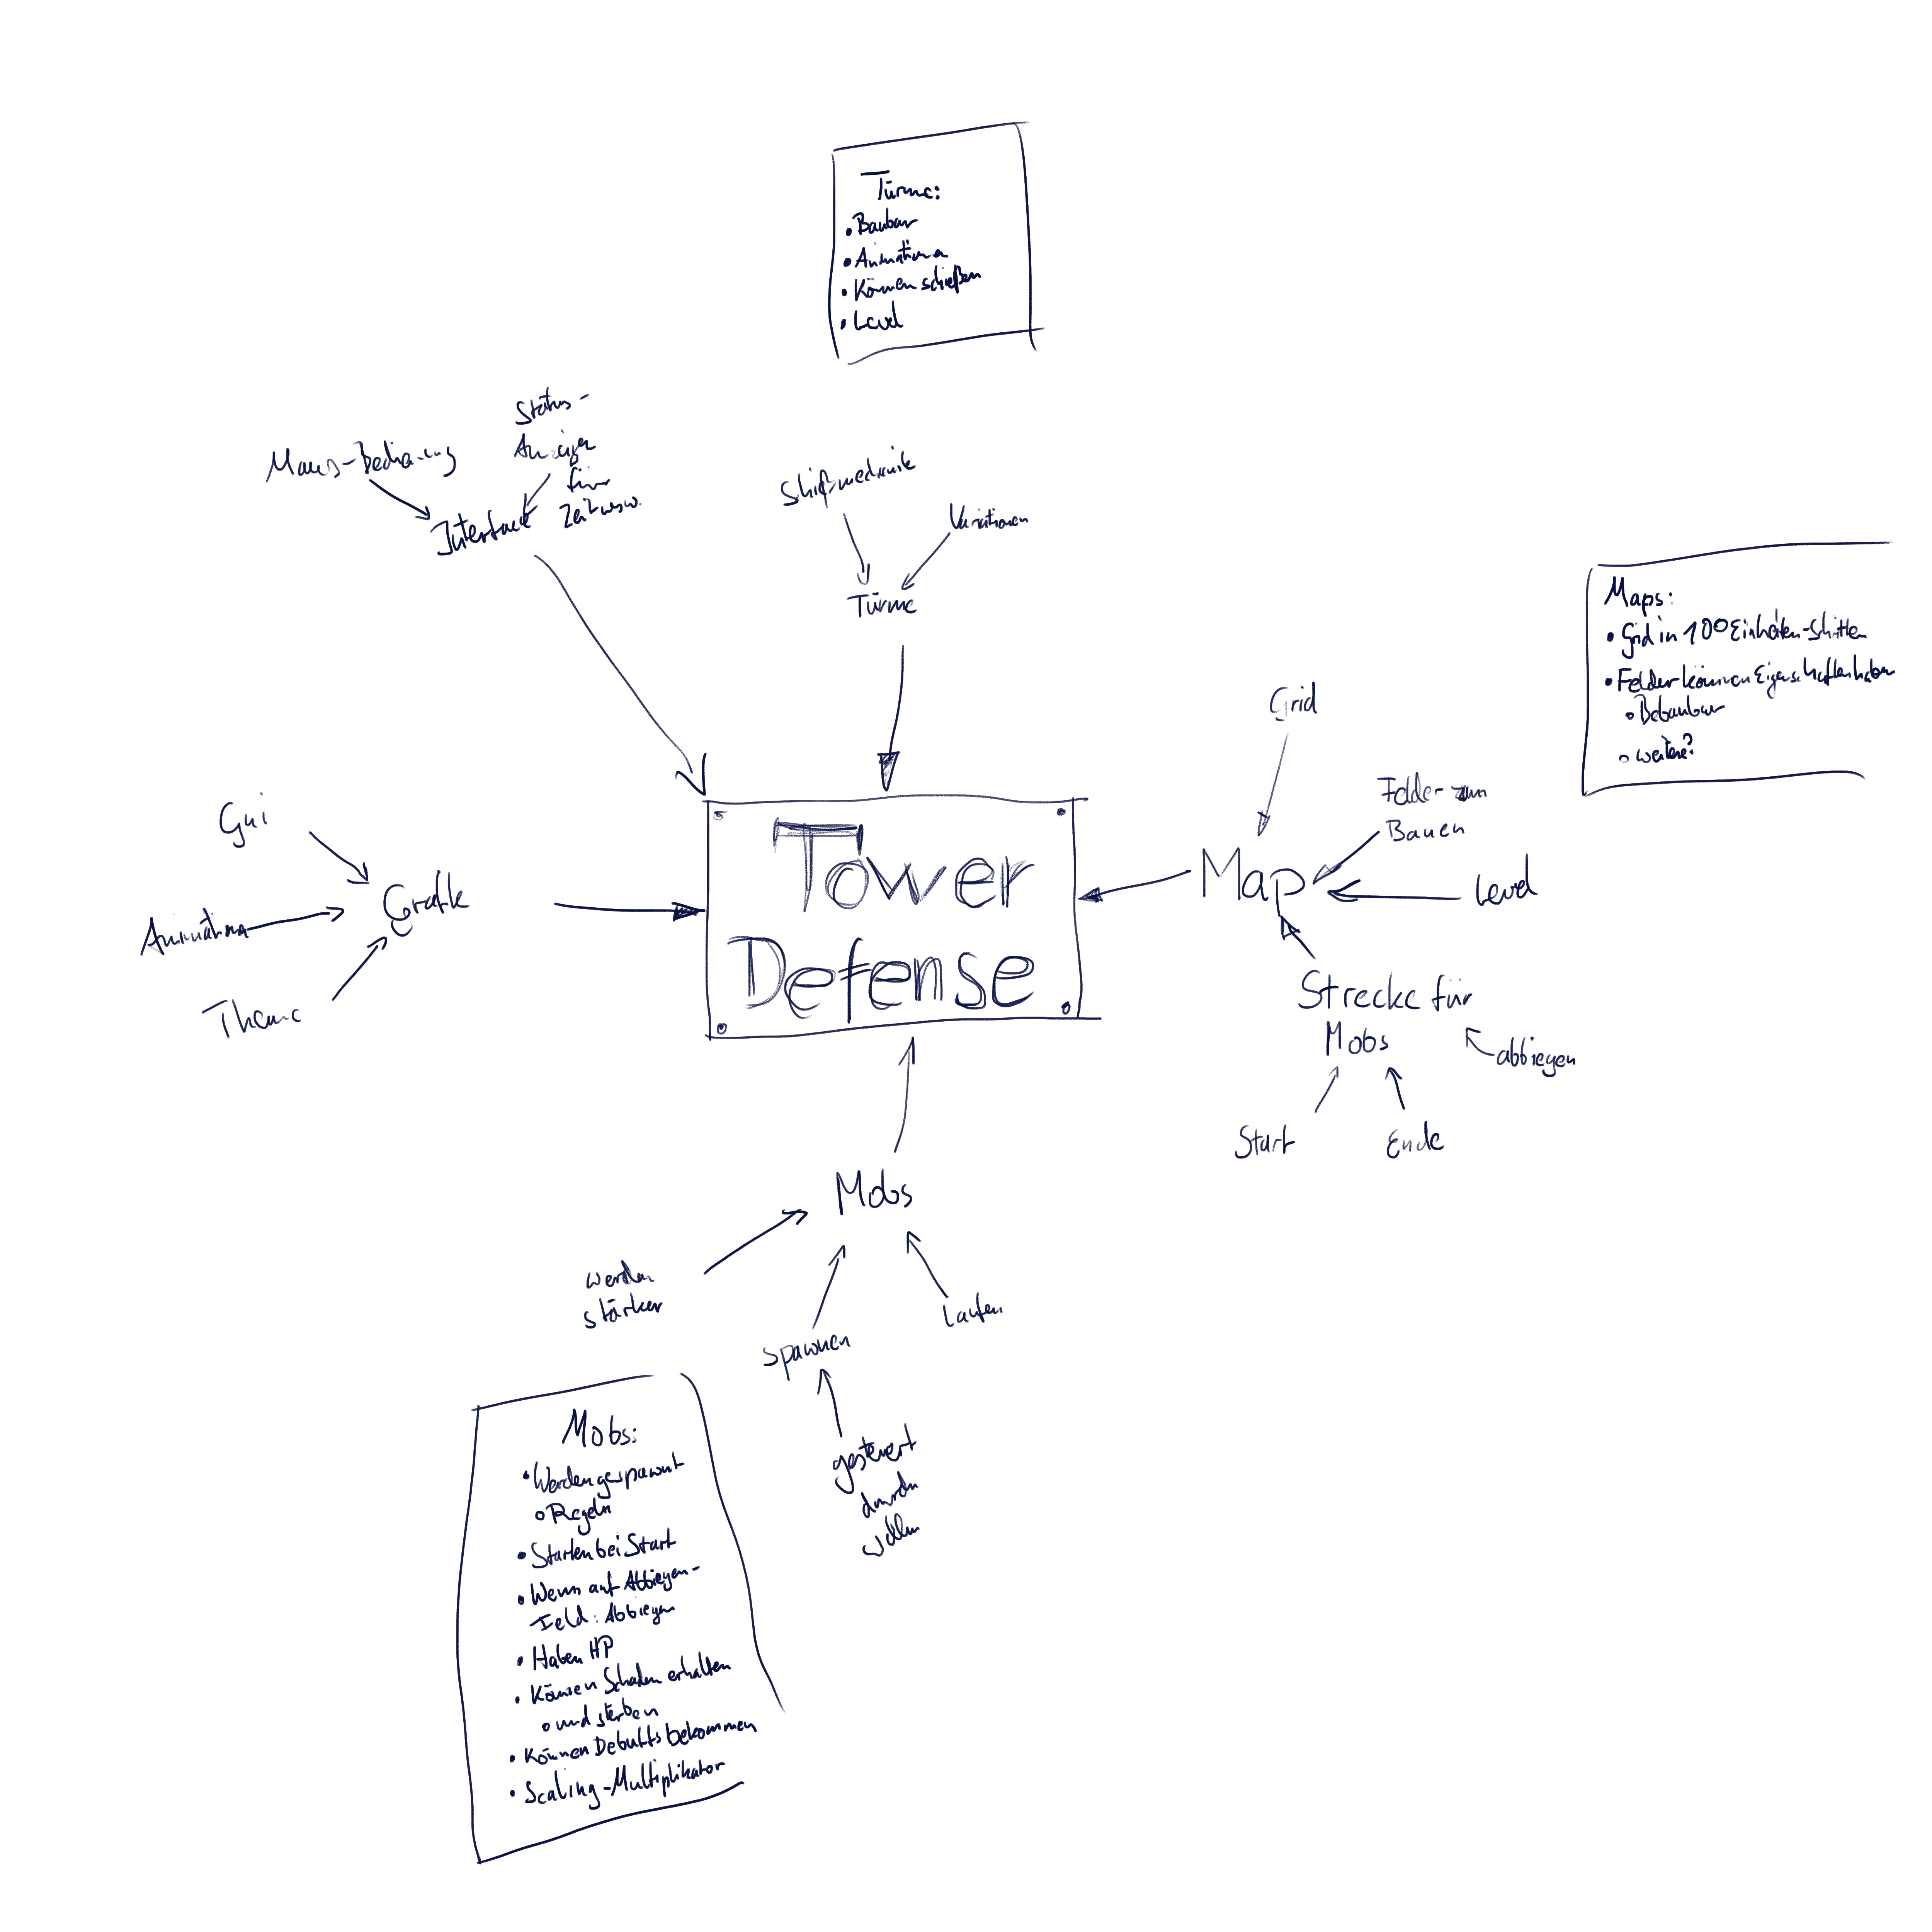 Türme:
• Baubar
• Animation
• Können schießen
• Level
Status-
Anzeige
für
Zeit usw.
Maus-Bedienung
Interface
Variationen
Türme
Maps:
• Grid in 100 Einheiten-Schritten
• Felder können Eigenschaften haben
o Bebaubar
o weitere?
Grid
Felder zum
Bauen
Map
Level
Strecke für
Mobs
abbiegen
Start
Ende
Gui
Grafik
Animation
Theme
Tower
Defense
Mobs
werden
stärker
spawnen
laufen
gesteuert
durch
wellen
Mobs:
• Werden gespawnt
o Regeln
• Starten bei Start
• Wenn auf Abbiegen-
Feld: Abbiegen
• Haben HP
• Können Schaden erhalten
o und sterben
• Können Debuffs bekommen
• Scaling-Multiplikator